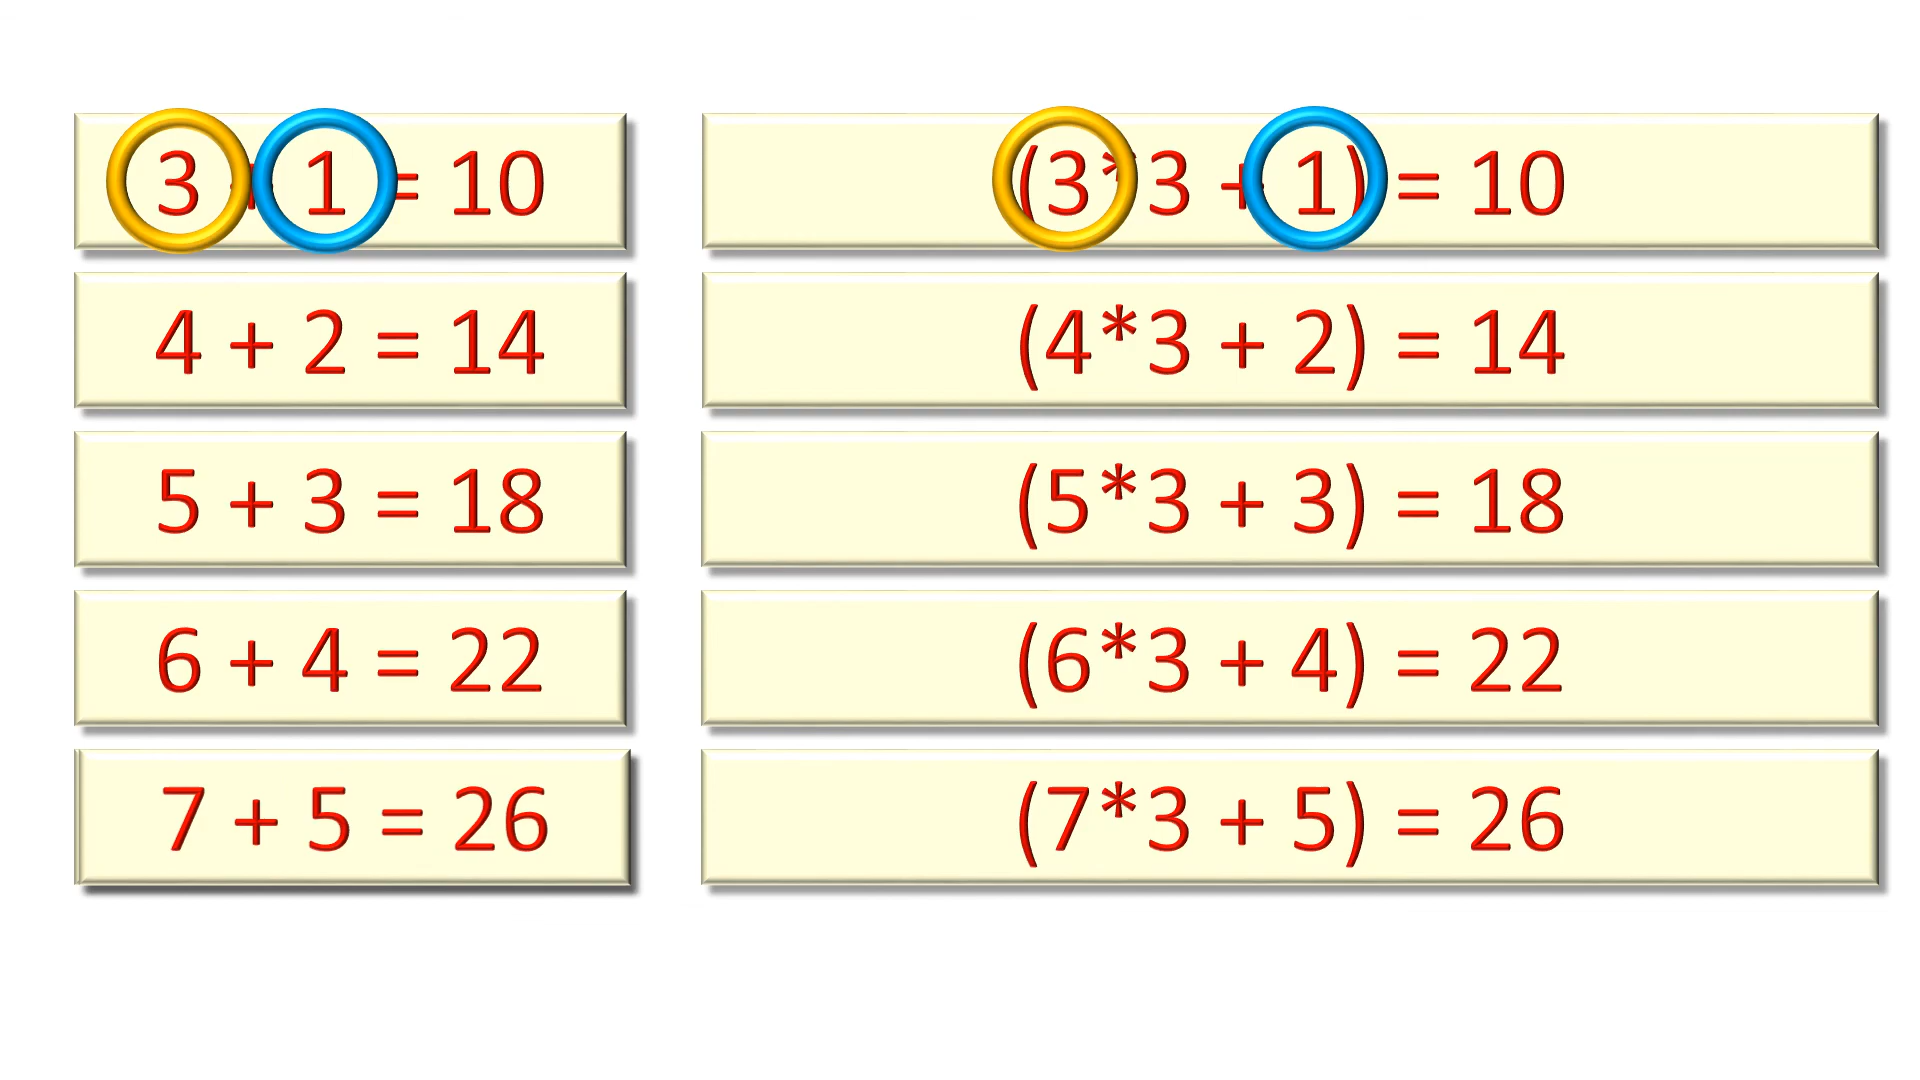 3 + 1 = 10
(3*3 + 1) = 10
4 + 2 = 14
(4*3 + 2) = 14
5 + 3 = 18
(5*3 + 3) = 18
6 + 4 = 22
(6*3 + 4) = 22
7 + 5 = 26
(7*3 + 5) = 26